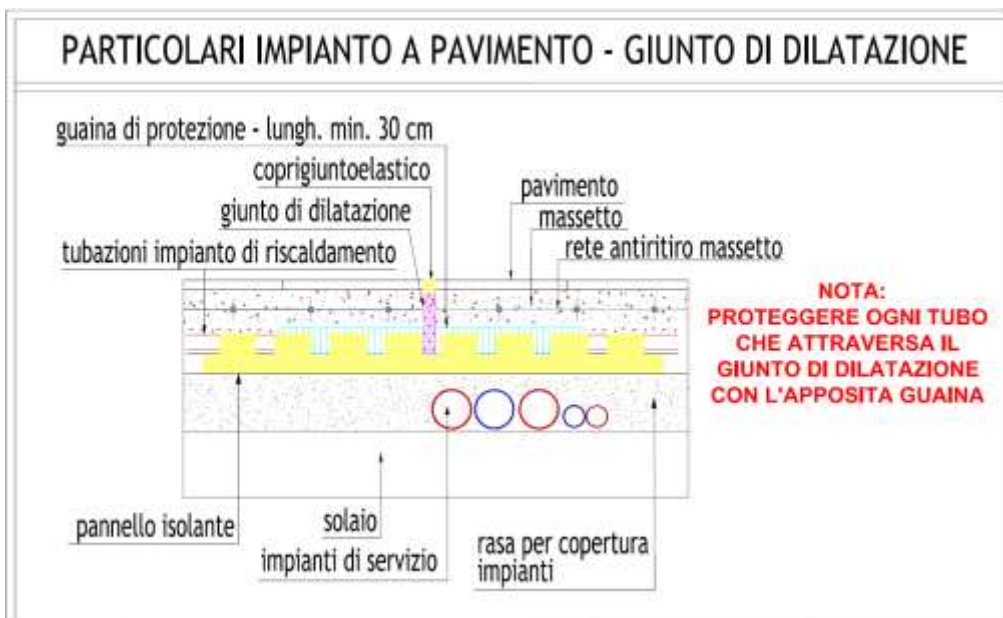 PARTICOLARI IMPIANTO A PAVIMENTO - GIUNTO DI DILATAZIONE
guaina di protezione - lungh. min. 30 cm
coprigiuntoelastico
giunto di dilatazione
tubazioni impianto di riscaldamento
pavimento
massetto
rete antiritiro massetto
NOTA:
PROTEGGERE OGNI TUBO
CHE ATTRAVERSA IL
GIUNTO DI DILATAZIONE
CON L'APPOSITA GUAINA
pannello isolante
solaio
impianti di servizio
rasa per copertura
impianti